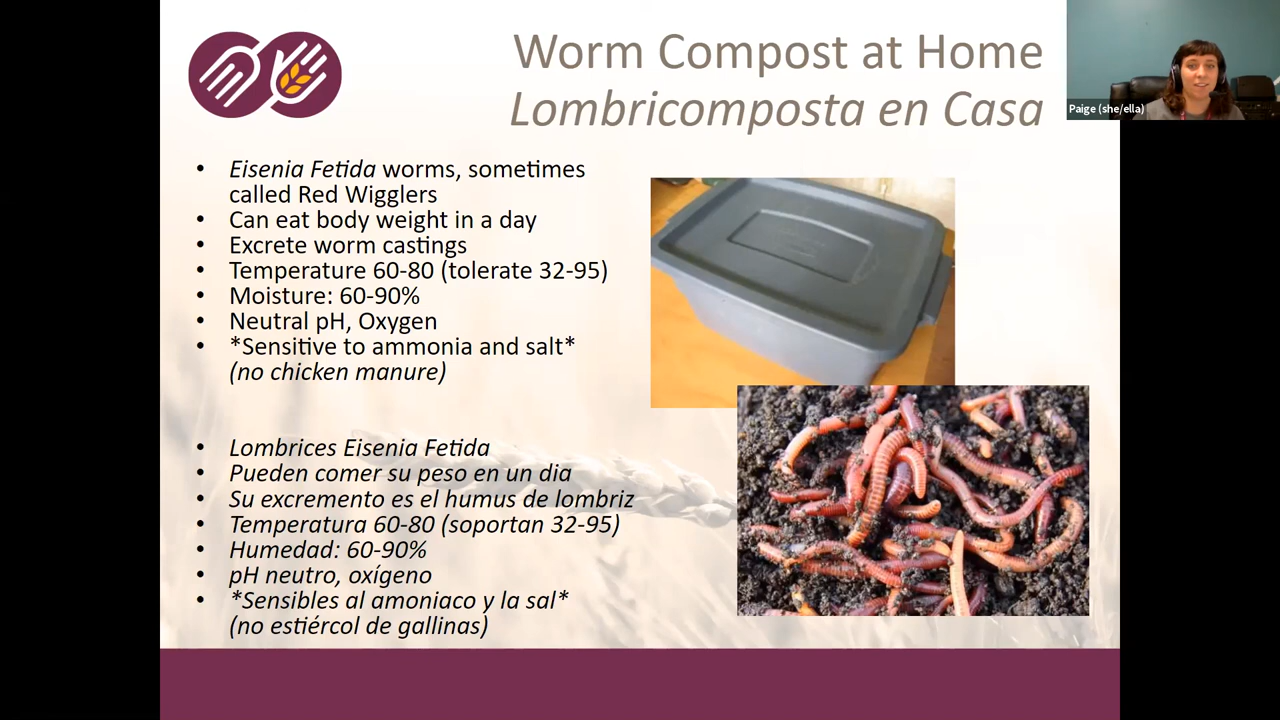 Worm Compost at Home
Lombricomposta en Casa
Paige (she/ella)
• Eisenia Fetida worms, sometimes
called Red Wigglers
• Can eat body weight in a day
• Excrete worm castings
• Temperature 60-80 (tolerate 32-95)
• Moisture: 60-90%
• Neutral pH, Oxygen
• *Sensitive to ammonia and salt*
(no chicken manure)
• Lombrices Eisenia Fetida
• Pueden comer su peso en un dia
• Su excremento es el humus de lombriz
• Temperatura 60-80 (soportan 32-95)
• Humedad: 60-90%
• pH neutro, oxígeno
• *Sensibles al amoniaco y la sal*
(no estiércol de gallinas)